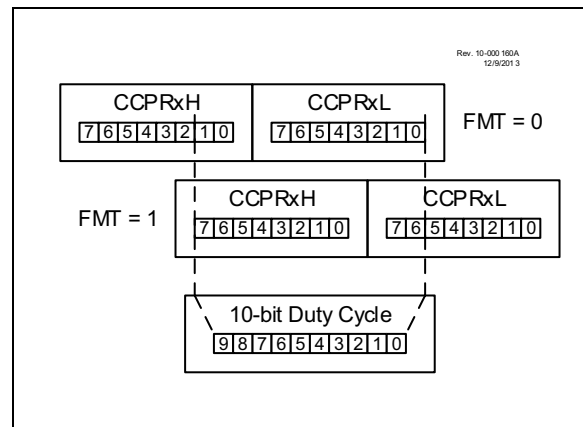 Rev. 10-000 160A
12/9/201 3
CCPRxH CCPRxL
7 6 5 4 3 2 1 0 7 6 5 4 3 2 1 0 FMT = 0
CCPRxH CCPRxL
FMT = 1 7 6 5 4 3 2 1 0 7 6 5 4 3 2 1 0
10-bit Duty Cycle
9 8 7 6 5 4 3 2 1 0